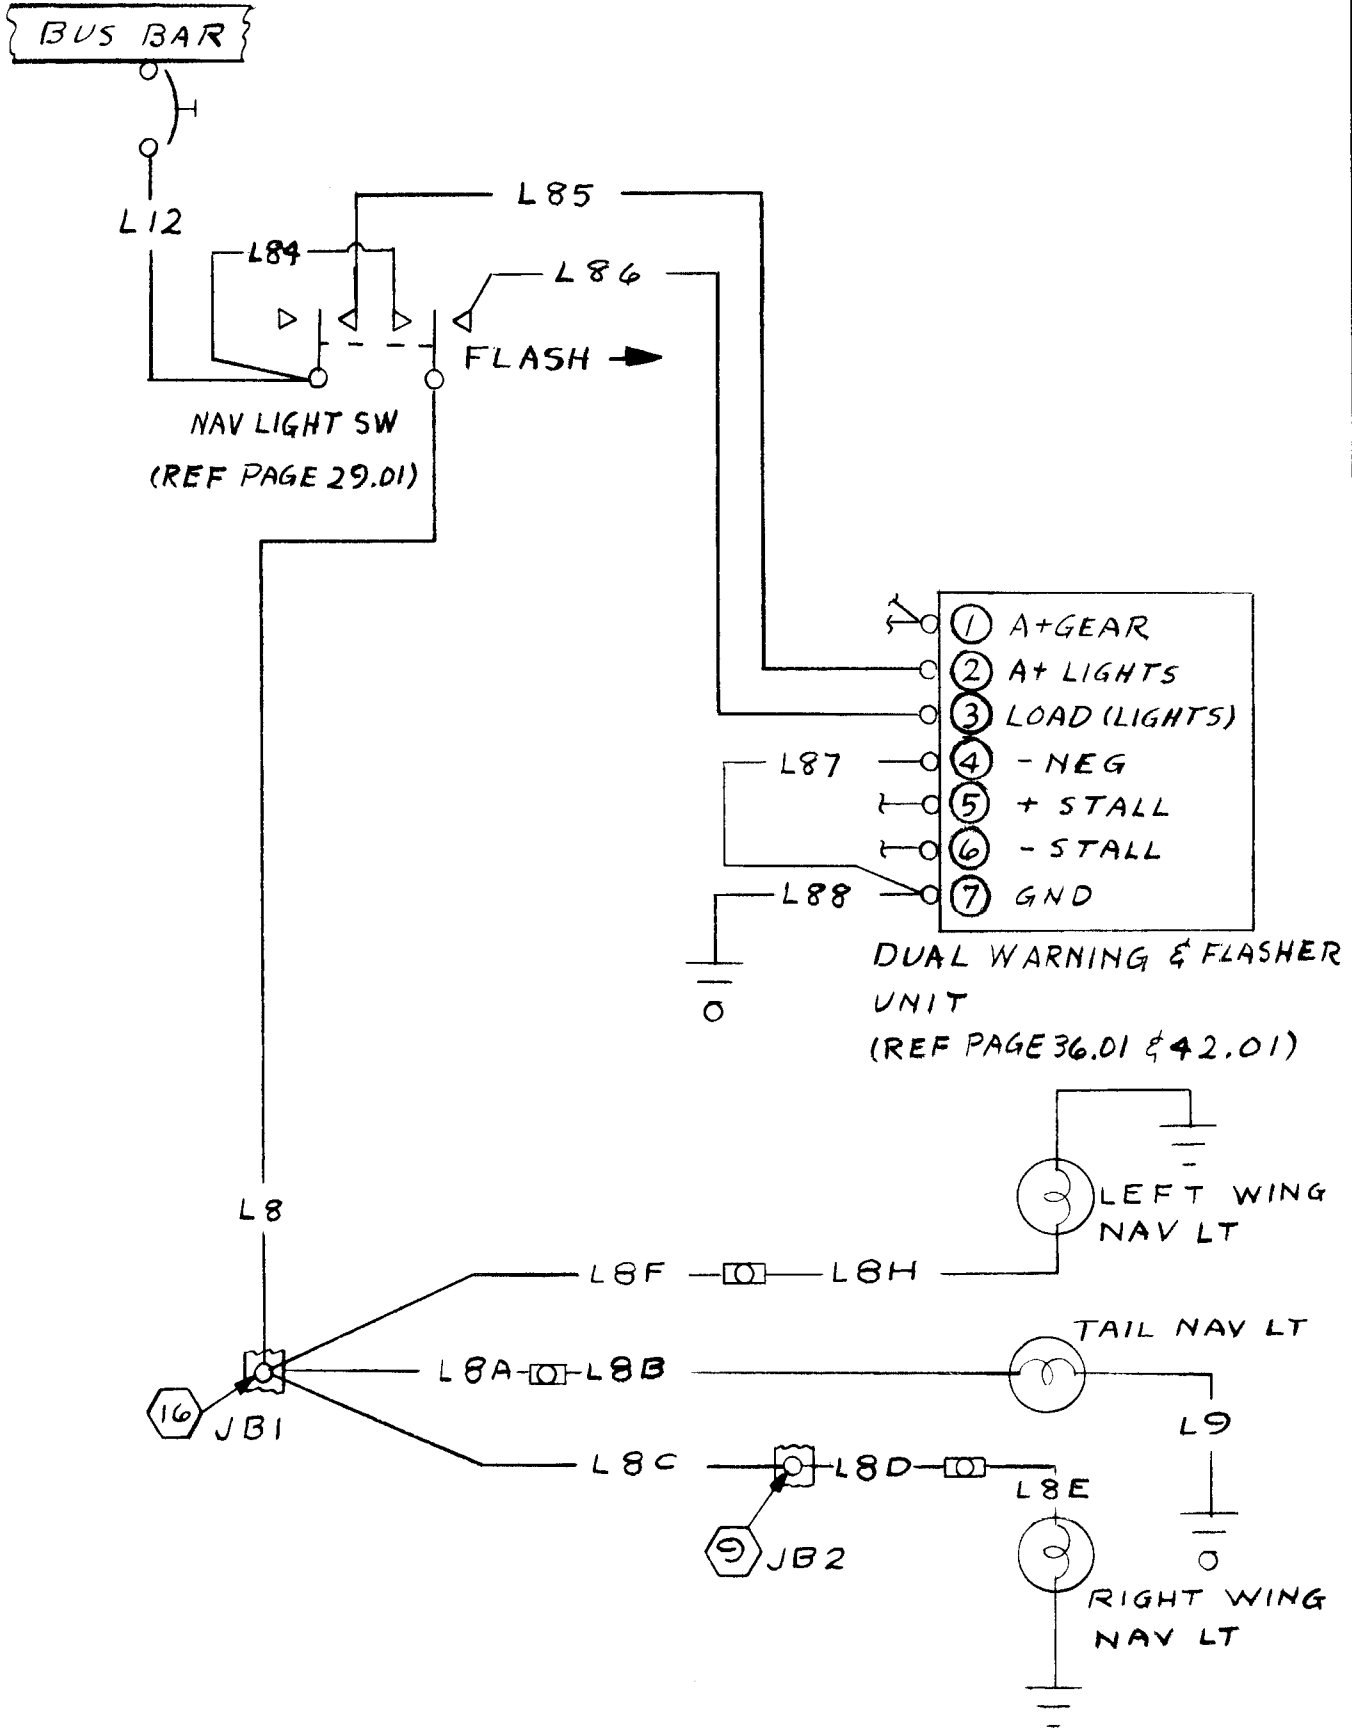 BUS BAR
L12
L85
L84
L86
FLASH
NAV LIGHT SW
(REF PAGE 29.01)
1 A+GEAR
2 A+ LIGHTS
3 LOAD (LIGHTS)
L87
4 - NEG
5 + STALL
6 - STALL
L88
7 GND
DUAL WARNING & FLASHER
UNIT
(REF PAGE 36.01 & 42.01)
L8
LEFT WING
NAV LT
L8F
L8H
TAIL NAV LT
L8A
L8B
L9
16
JB1
L8C
L8D
L8E
9
JB2
RIGHT WING
NAV LT